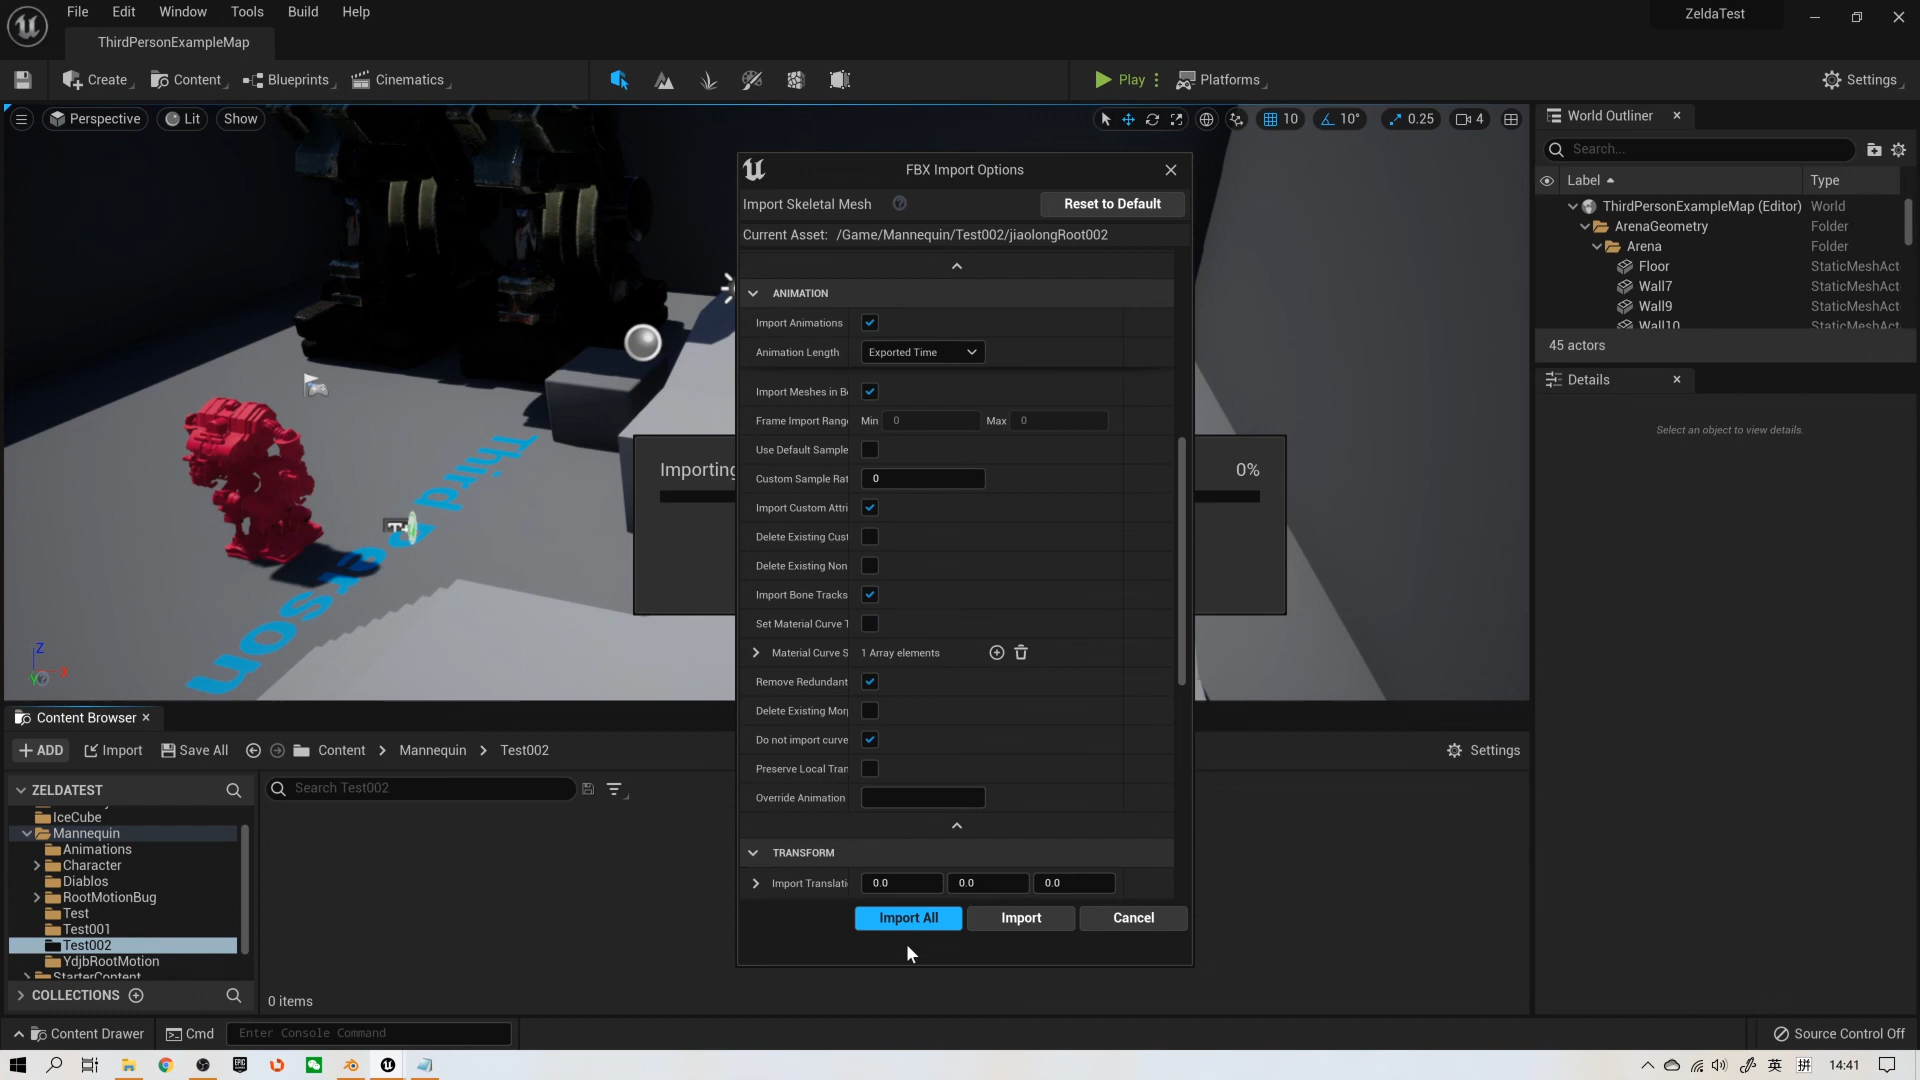 File Edit Window Tools Build Help
ZeldaTest
ThirdPersonExampleMap
Create Content Blueprints Cinematics Play Platforms Settings
Perspective Lit Show 10 10° 0.25 4
World Outliner
Search...
Label Type
ThirdPersonExampleMap (Editor) World
ArenaGeometry Folder
Arena Folder
Floor StaticMeshAct
Wall7 StaticMeshAct
Wall9 StaticMeshAct
Wall10 StaticMeshAct
45 actors
Details
Select an object to view details.
Third Person
Importing 0%
FBX Import Options
Import Skeletal Mesh Reset to Default
Current Asset: /Game/Mannequin/Test002/jiaolongRoot002
ANIMATION
Import Animations
Animation Length Exported Time
Import Meshes in B
Frame Import Range Min 0 Max 0
Use Default Sample
Custom Sample Rat 0
Import Custom Attri
Delete Existing Cust
Delete Existing Non
Import Bone Tracks
Set Material Curve T
Material Curve S 1 Array elements
Remove Redundant
Delete Existing Mor
Do not import curve
Preserve Local Tran
Override Animation
TRANSFORM
Import Translati 0.0 0.0 0.0
Import All Import Cancel
Content Browser
ADD Import Save All Content Mannequin Test002 Settings
ZELDATEST
Search Test002
IceCube
Mannequin
Animations
Character
Diablos
RootMotionBug
Test
Test001
Test002
YdjbRootMotion
StarterContent
COLLECTIONS
0 items
Content Drawer Cmd Enter Console Command Source Control Off
英 拼 14:41
X
Y
Z